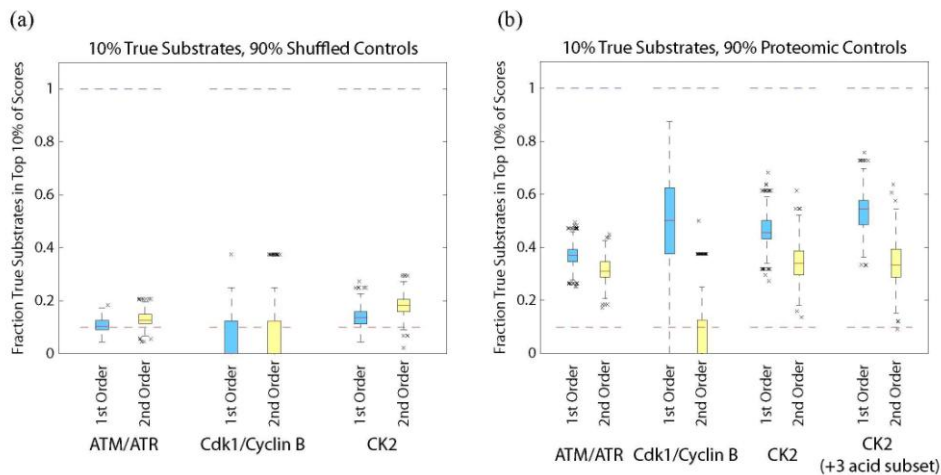 (a)
10% True Substrates, 90% Shuffled Controls
Fraction True Substrates in Top 10% of Scores
1
0.8
0.6
0.4
0.2
0
1st Order
2nd Order
1st Order
2nd Order
1st Order
2nd Order
ATM/ATR
Cdk1/Cyclin B
CK2
(b)
10% True Substrates, 90% Proteomic Controls
Fraction True Substrates in Top 10% of Scores
1
0.8
0.6
0.4
0.2
0
1st Order
2nd Order
1st Order
2nd Order
1st Order
2nd Order
1st Order
2nd Order
ATM/ATR
Cdk1/Cyclin B
CK2
CK2
(+3 acid subset)